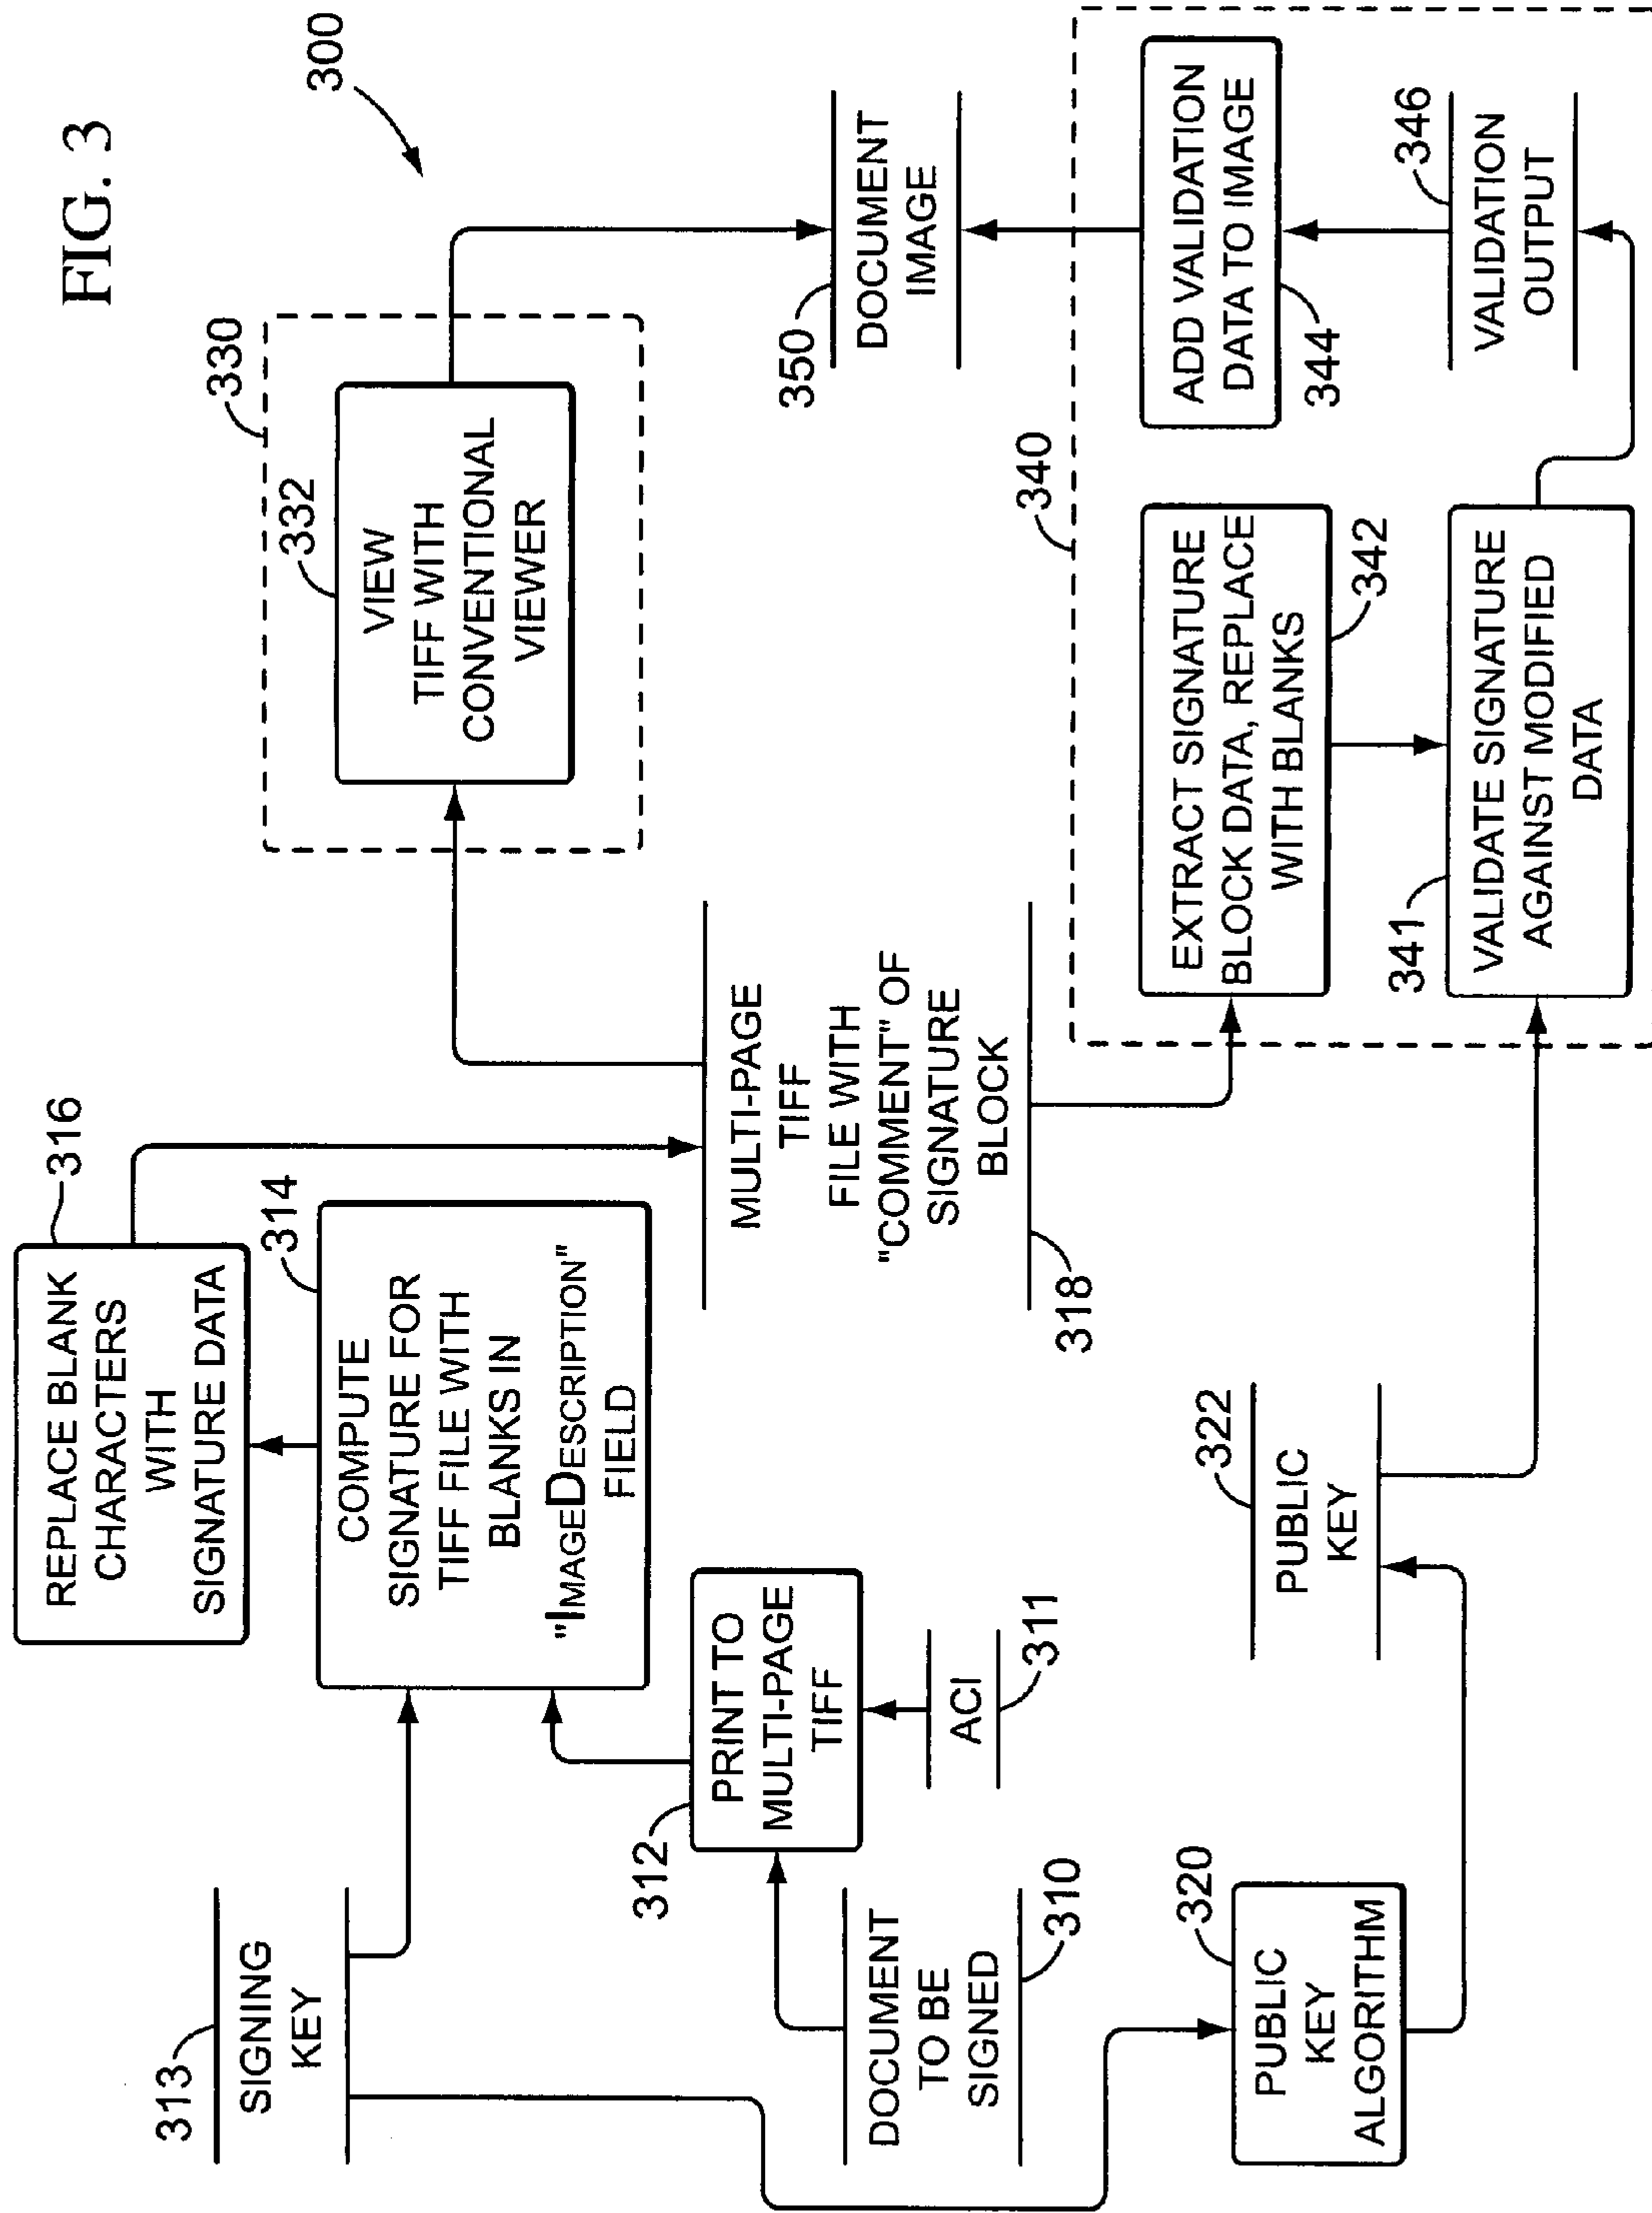 FIG. 3
300
313
SIGNING
KEY
316
REPLACE BLANK
CHARACTERS
WITH
SIGNATURE DATA
314
COMPUTE
SIGNATURE FOR
TIFF FILE WITH
BLANKS IN
"IMAGEDESCRIPTION"
FIELD
330
332
VIEW
TIFF WITH
CONVENTIONAL
VIEWER
312
PRINT TO
MULTI-PAGE
TIFF
ACI
311
DOCUMENT
TO BE
SIGNED
310
MULTI-PAGE
TIFF
FILE WITH
"COMMENT" OF
SIGNATURE
BLOCK
318
350
DOCUMENT
IMAGE
320
PUBLIC
KEY
ALGORITHM
322
PUBLIC
KEY
340
EXTRACT SIGNATURE
BLOCK DATA, REPLACE
WITH BLANKS
342
341
VALIDATE SIGNATURE
AGAINST MODIFIED
DATA
ADD VALIDATION
DATA TO IMAGE
344
346
VALIDATION
OUTPUT